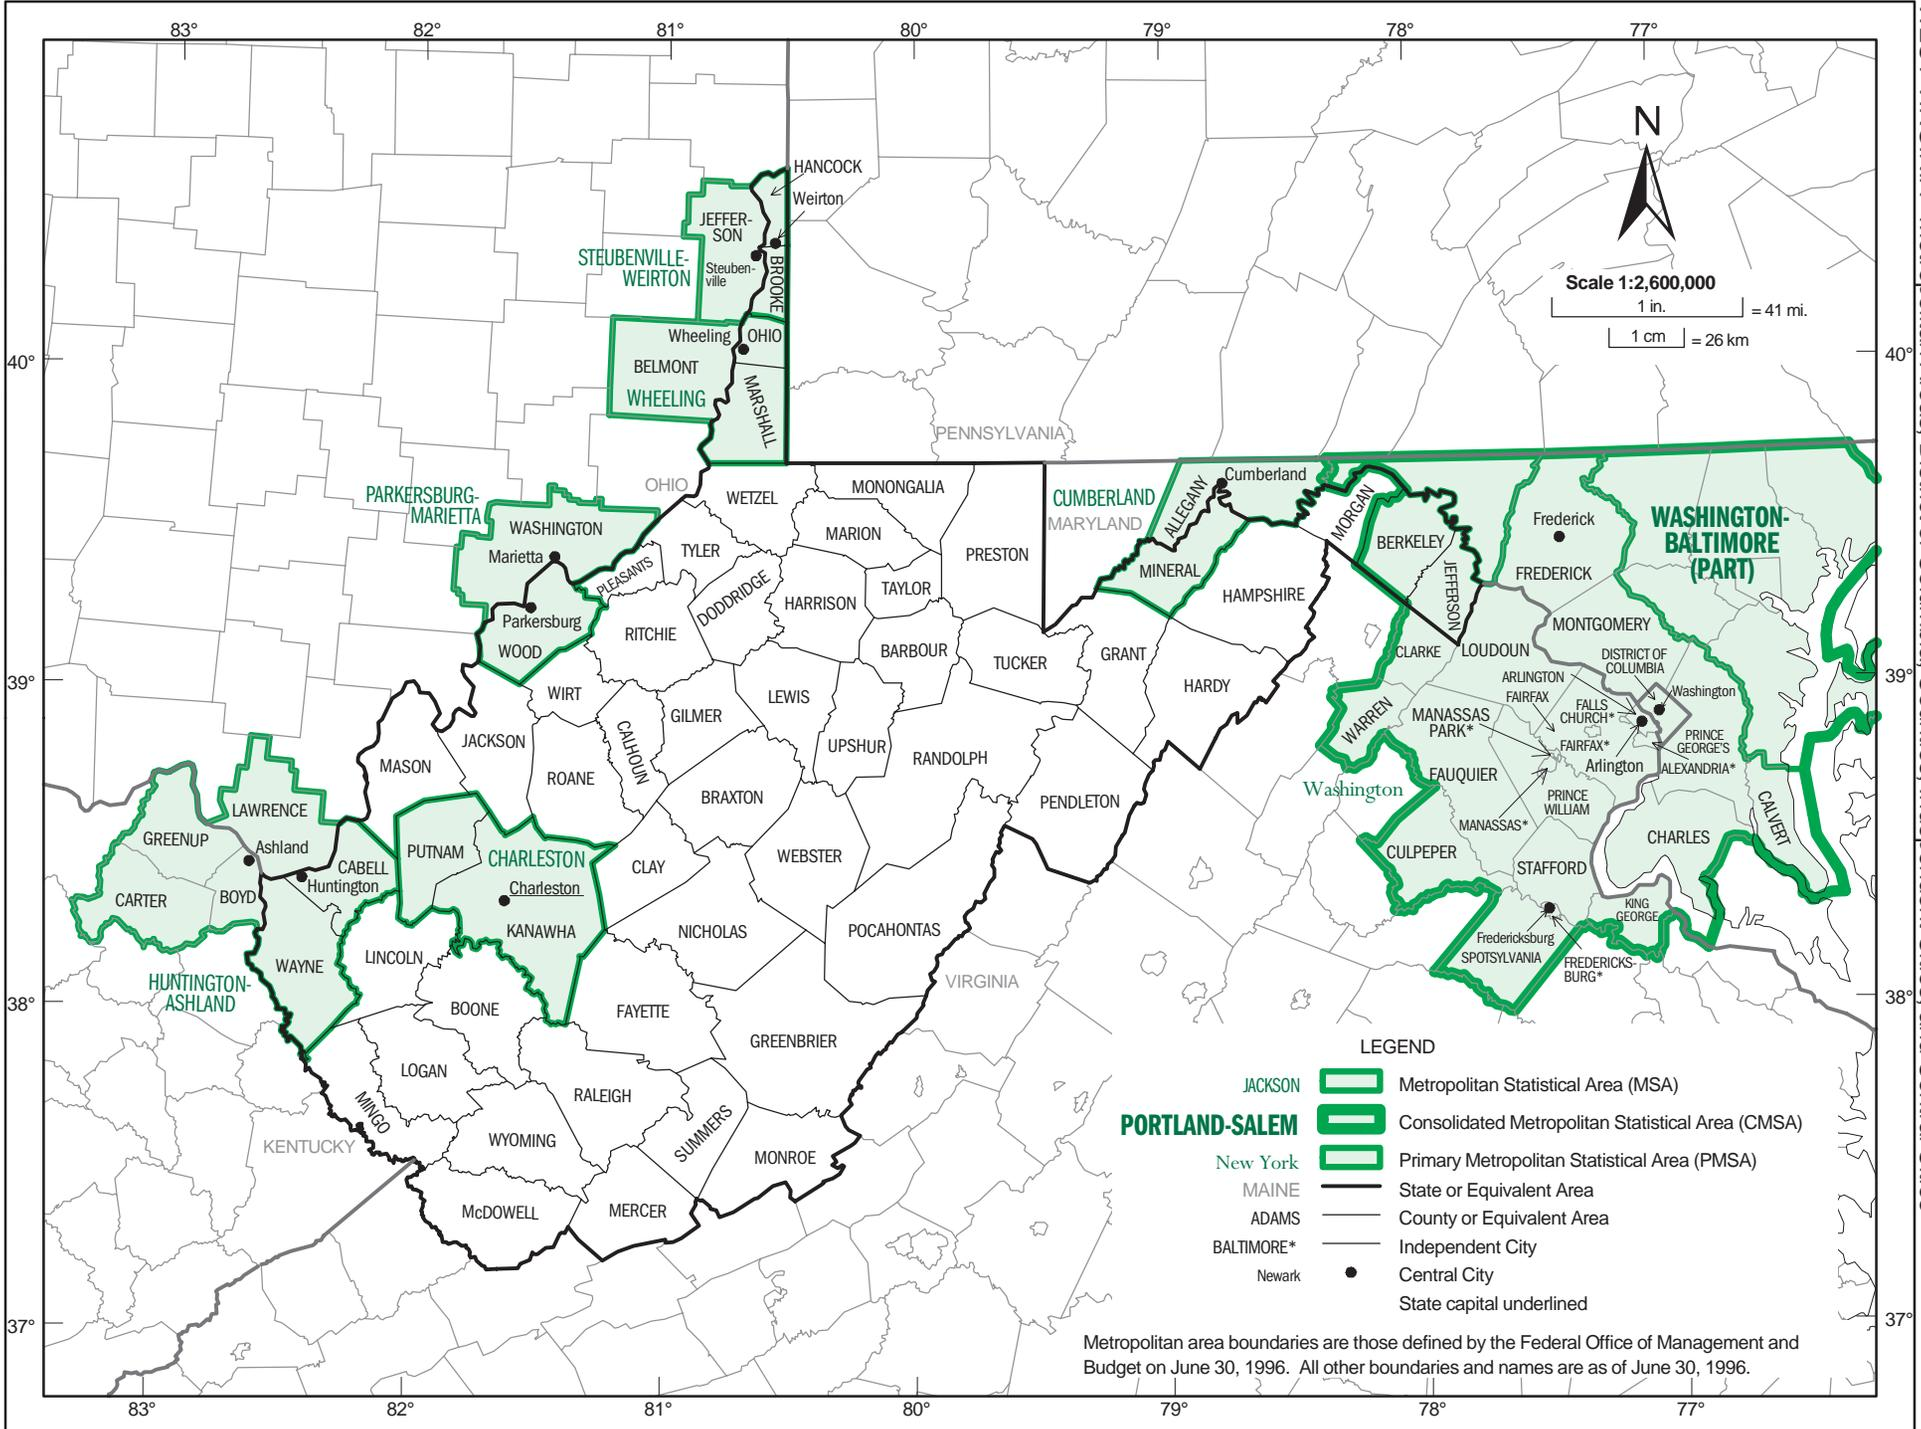 83°
82°
81°
80°
79°
78°
77°
N
HANCOCK
Weirton
JEFFER-
SON
STEUBENVILLE-
WEIRTON
Steuben-
ville
BROOKE
Scale 1:2,600,000
1 in.
= 41 mi.
1 cm
= 26 km
Wheeling
OHIO
40°
40°
BELMONT
WHEELING
MARSHALL
PENNSYLVANIA
OHIO
PARKERSBURG-
MARIETTA
WASHINGTON
Marietta
Parkersburg
WOOD
WETZEL
MONONGALIA
MARION
PRESTON
TYLER
PLEASANTS
DODDRIDGE
HARRISON
TAYLOR
RITCHIE
BARBOUR
TUCKER
GRANT
CUMBERLAND
MARYLAND
ALLEGANY
Cumberland
MINERAL
HAMPSHIRE
MORGAN
BERKELEY
JEFFERSON
Frederick
FREDERICK
WASHINGTON-
BALTIMORE
(PART)
MONTGOMERY
CLARKE
LOUDOUN
DISTRICT OF
COLUMBIA
ARLINGTON
FAIRFAX
Washington
FALLS
CHURCH*
39°
39°
WIRT
LEWIS
HARDY
WARREN
MANASSAS
PARK*
FAIRFAX*
PRINCE
GEORGE'S
Arlington
ALEXANDRIA*
JACKSON
CALHOUN
GILMER
UPSHUR
RANDOLPH
MASON
ROANE
BRAXTON
PENDLETON
Washington
FAUQUIER
PRINCE
WILLIAM
MANASSAS*
CALVERT
CHARLES
LAWRENCE
GREENUP
Ashland
CABELL
Huntington
PUTNAM
CHARLESTON
Charleston
CLAY
WEBSTER
CULPEPER
STAFFORD
CARTER
BOYD
KANAWHA
NICHOLAS
POCAHONTAS
KING
GEORGE
Fredericksburg
SPOTSYLVANIA
FREDERICKS-
BURG*
HUNTINGTON-
ASHLAND
WAYNE
LINCOLN
VIRGINIA
38°
38°
BOONE
FAYETTE
GREENBRIER
LOGAN
RALEIGH
MINGO
KENTUCKY
WYOMING
SUMMERS
MONROE
McDOWELL
MERCER
LEGEND
JACKSON
Metropolitan Statistical Area (MSA)
PORTLAND-SALEM
Consolidated Metropolitan Statistical Area (CMSA)
New York
Primary Metropolitan Statistical Area (PMSA)
MAINE
State or Equivalent Area
ADAMS
County or Equivalent Area
BALTIMORE*
Independent City
Newark
Central City
State capital underlined
37°
37°
Metropolitan area boundaries are those defined by the Federal Office of Management and
Budget on June 30, 1996. All other boundaries and names are as of June 30, 1996.
83°
82°
81°
80°
79°
78°
77°